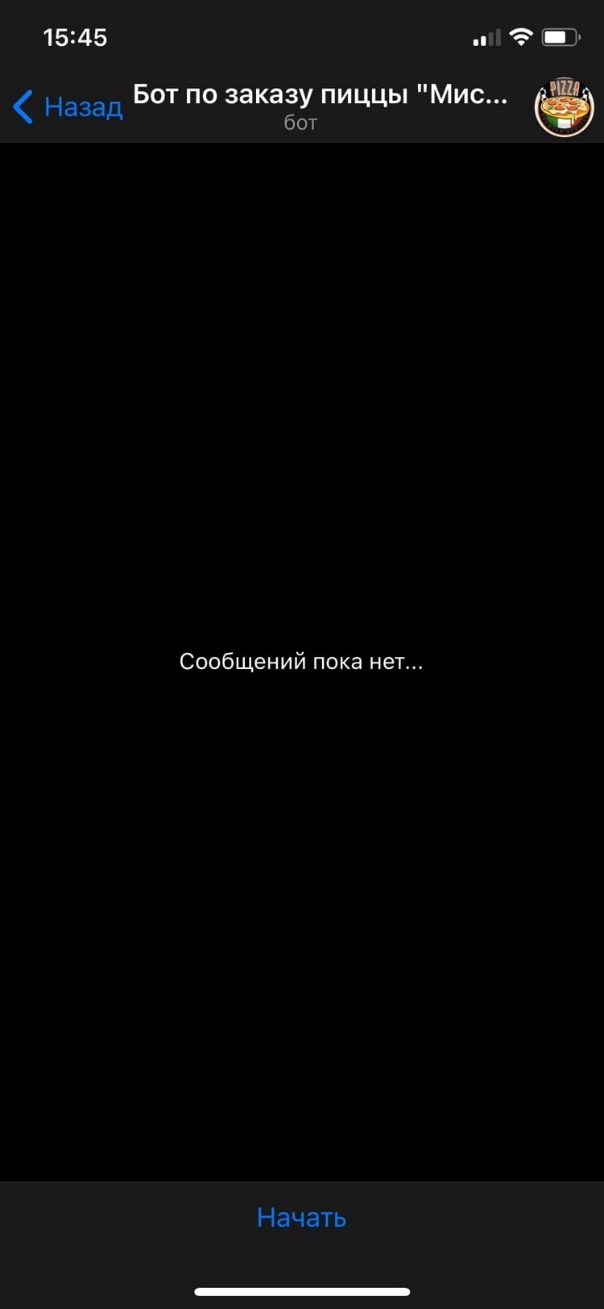 15:45
Назад
Бот по заказу пиццы "Мис...
бот
PIZZA
Сообщений пока нет...
Начать